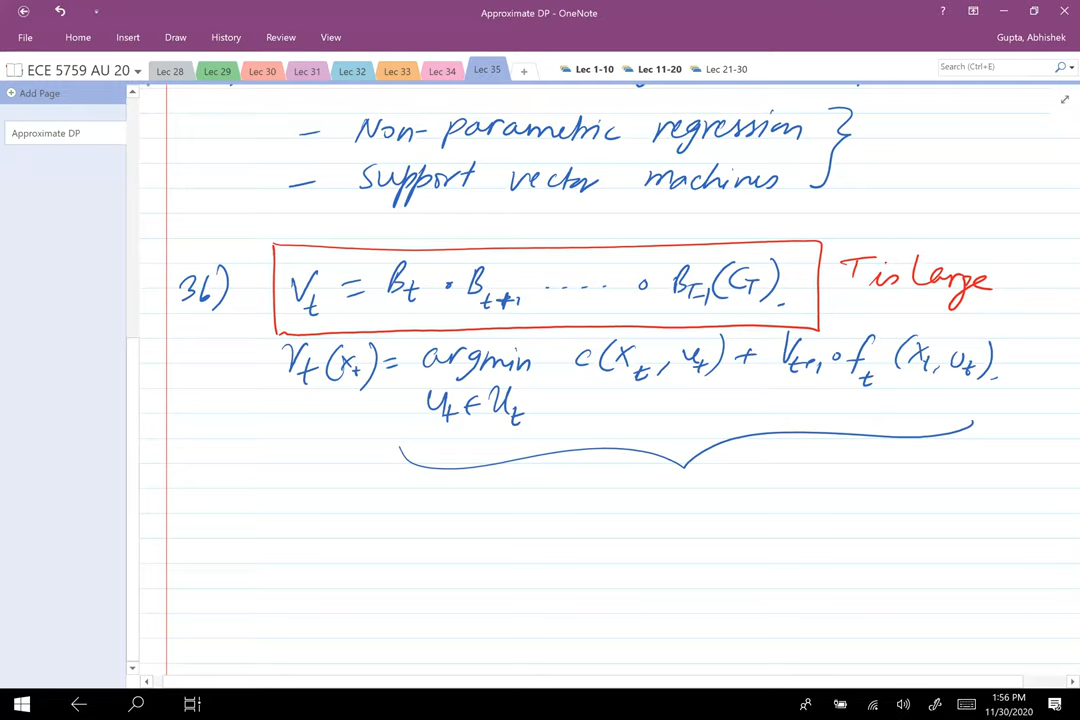 Approximate DP - OneNote
? Gupta, Abhishek
File Home Insert Draw History Review View
ECE 5759 AU 20 Lec 28 Lec 29 Lec 30 Lec 31 Lec 32 Lec 33 Lec 34 Lec 35 + Lec 1-10 Lec 11-20 Lec 21-30 Search (Ctrl+E)
Add Page
Approximate DP
- Non-parametric regression }
- Support vector machines
36) V_t = B_t ∘ B_{t+1} ..... ∘ B_{T-1}(C_T). T is Large
γ_t(x_t) = argmin c(x_t, u_t) + V_{t+1} ∘ f_t (x_t, u_t).
u_t ∈ U_t
1:56 PM
11/30/2020